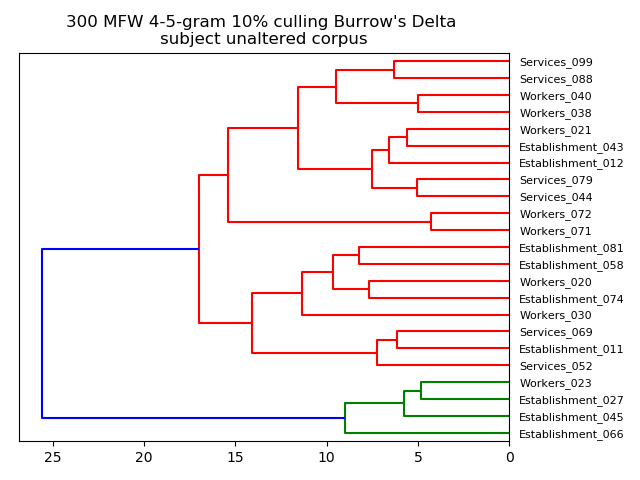 300 MFW 4-5-gram 10% culling Burrow's Delta
subject unaltered corpus
Services_099
Services_088
Workers_040
Workers_038
Workers_021
Establishment_043
Establishment_012
Services_079
Services_044
Workers_072
Workers_071
Establishment_081
Establishment_058
Workers_020
Establishment_074
Workers_030
Services_069
Establishment_011
Services_052
Workers_023
Establishment_027
Establishment_045
Establishment_066
25 20 15 10 5 0